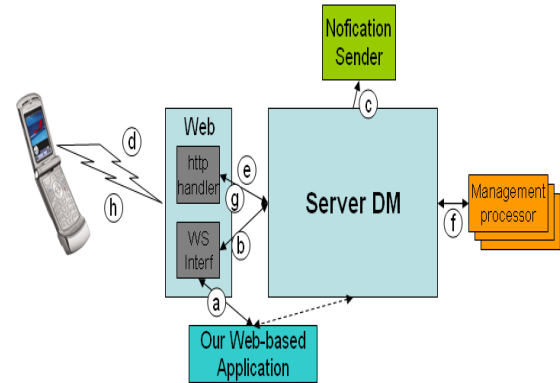 Nofication
Sender
c
d
Web
e
http
handler
h
g
Server DM
Management
processor
f
WS
Interf
b
a
Our Web-based
Application